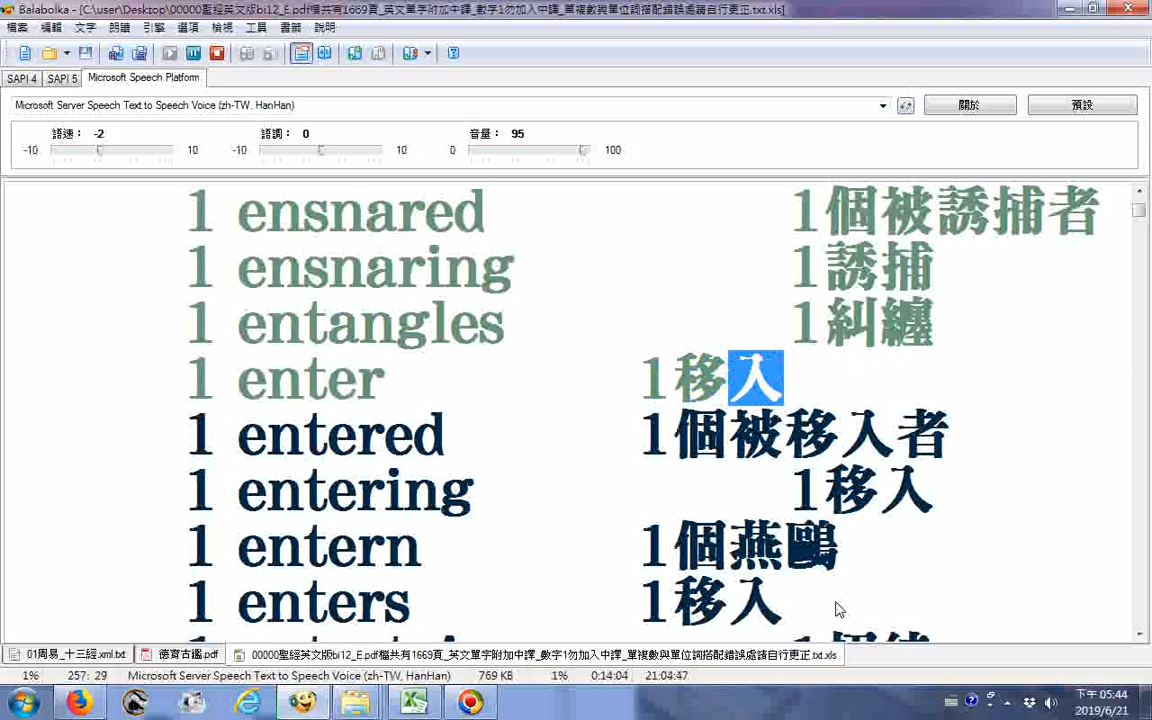 Balabolka - [C:\user\Desktop\00000聖經英文版bi12_E.pdf檔共有1669頁_英文單字附加中譯_數字1勿加入中譯_單複數與單位詞搭配錯誤處請自行更正.txt.xls]
檔案 編輯 文字 朗讀 引擎 選項 檢視 工具 書籤 說明
SAPI 4 SAPI 5 Microsoft Speech Platform
Microsoft Server Speech Text to Speech Voice (zh-TW, HanHan) 關於 預設
語速： -2 語調： 0 音量： 95
-10 10 -10 10 0 100
1 ensnared 1個被誘捕者
1 ensnaring 1誘捕
1 entangles 1糾纏
1 enter 1移入
1 entered 1個被移入者
1 entering 1移入
1 entern 1個燕鷗
1 enters 1移入
01周易_十三經.xml.txt 德育古鑑.pdf 00000聖經英文版bi12_E.pdf檔共有1669頁_英文單字附加中譯_數字1勿加入中譯_單複數與單位詞搭配錯誤處請自行更正.txt.xls
1% 257: 29 Microsoft Server Speech Text to Speech Voice (zh-TW, HanHan) 769 KB 1% 0:14:04 21:04:47
下午 05:44
2019/6/21